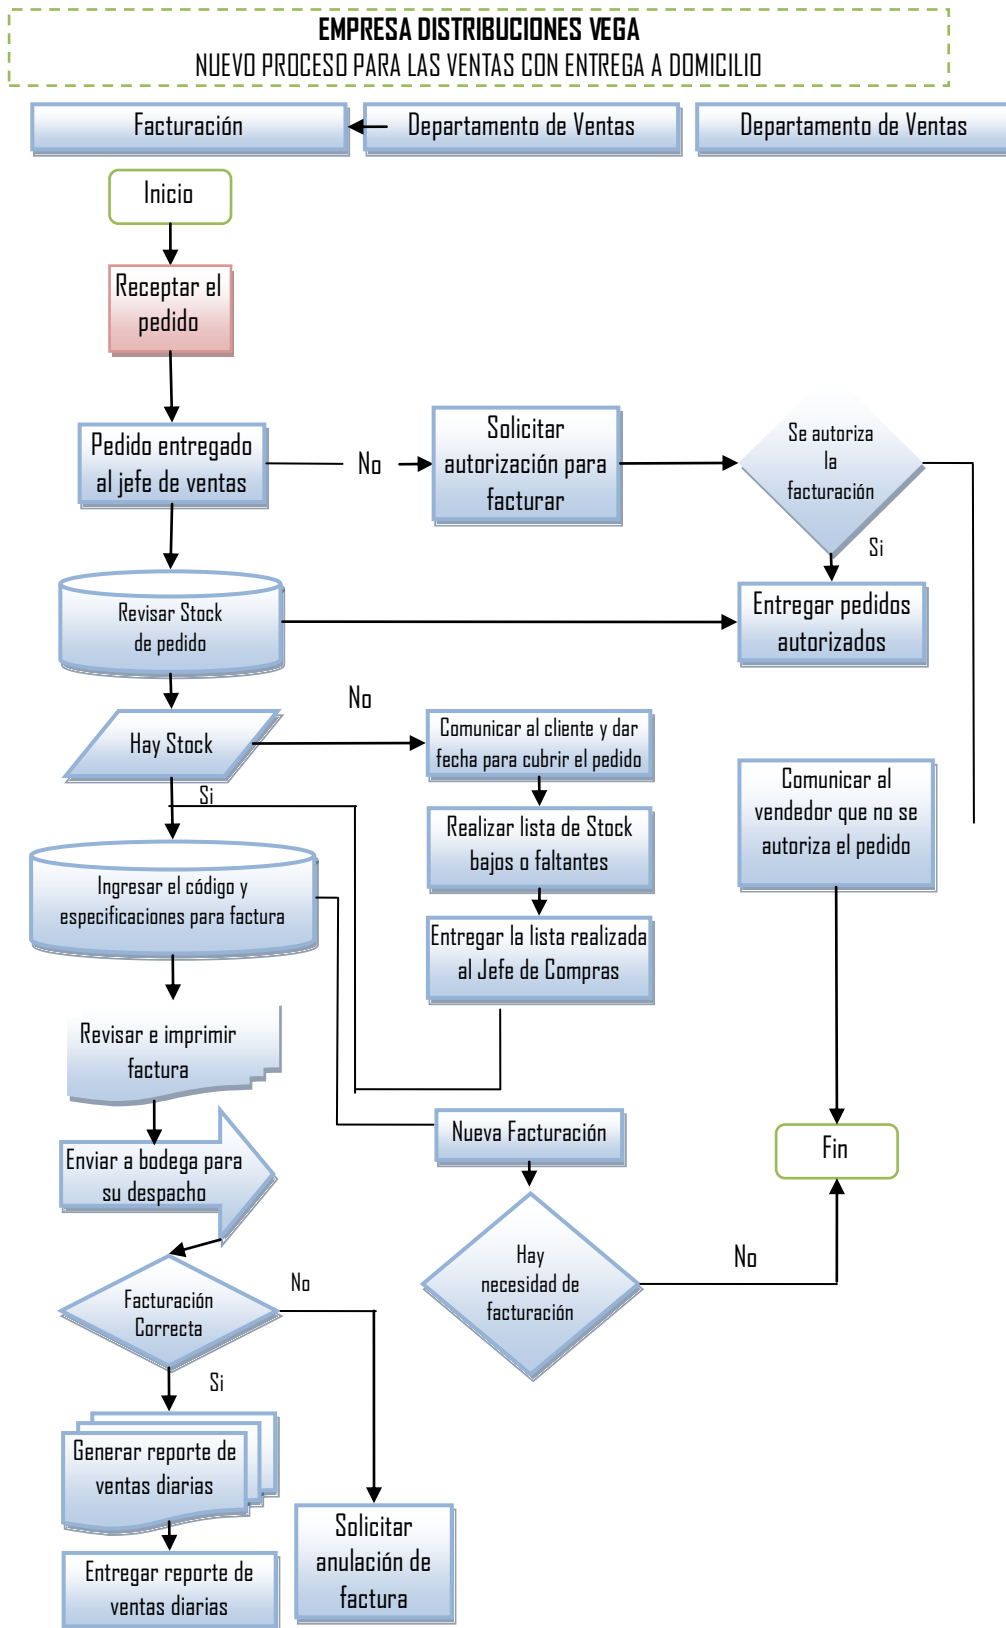 EMPRESA DISTRIBUCIONES VEGA
NUEVO PROCESO PARA LAS VENTAS CON ENTREGA A DOMICILIO
Facturación
Departamento de Ventas
Departamento de Ventas
Inicio
Receptar el
pedido
Pedido entregado
al jefe de ventas
No
Solicitar
autorización para
facturar
Se autoriza
la
facturación
Si
Revisar Stock
de pedido
Entregar pedidos
autorizados
Hay Stock
No
Comunicar al cliente y dar
fecha para cubrir el pedido
Si
Realizar lista de Stock
bajos o faltantes
Comunicar al
vendedor que no se
autoriza el pedido
Ingresar el código y
especificaciones para factura
Entregar la lista realizada
al Jefe de Compras
Revisar e imprimir
factura
Nueva Facturación
Fin
Enviar a bodega para
su despacho
Hay
necesidad de
facturación
No
Facturación
Correcta
No
Si
Generar reporte de
ventas diarias
Solicitar
anulación de
factura
Entregar reporte de
ventas diarias